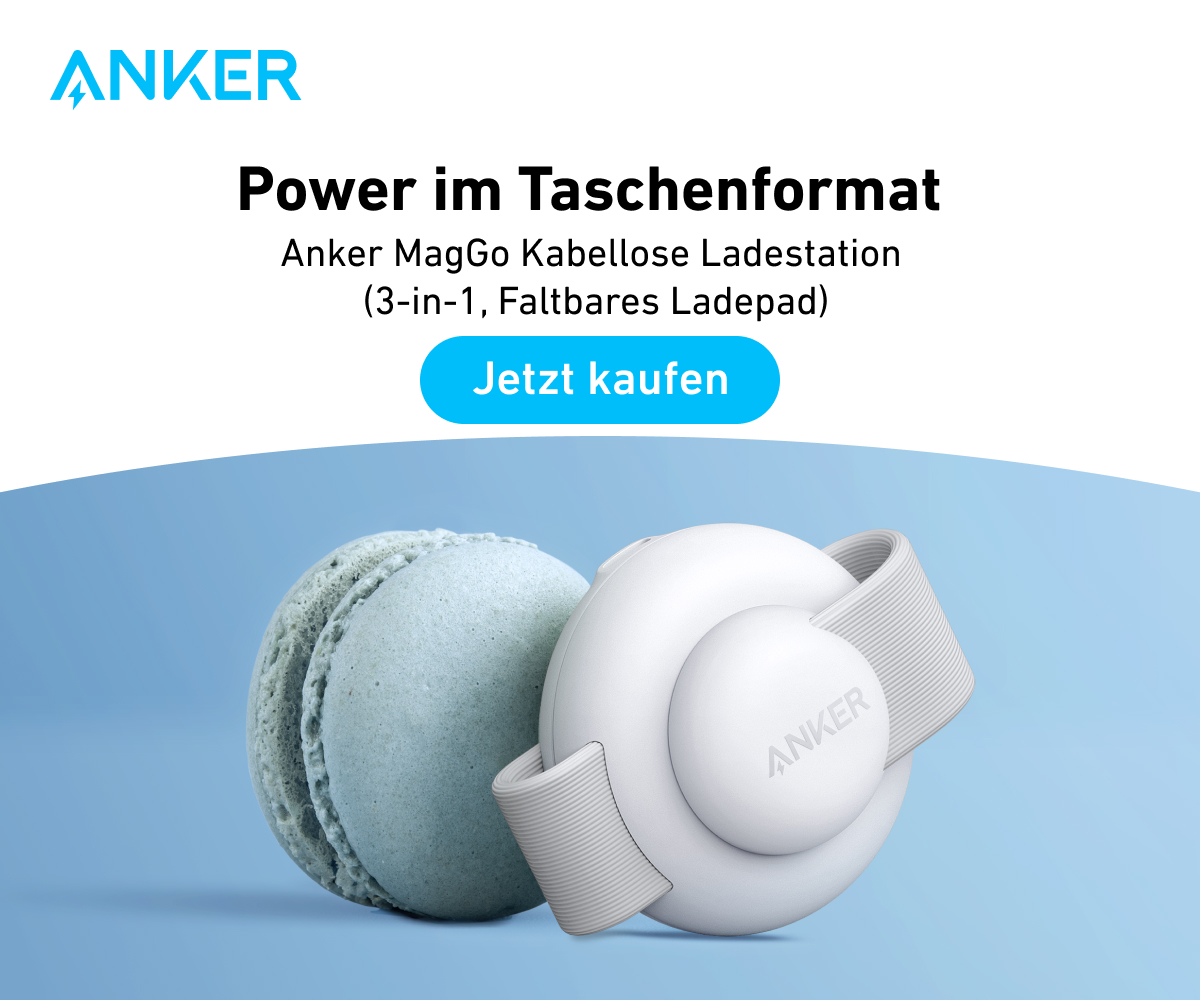 ANKER
Power im Taschenformat
Anker MagGo Kabellose Ladestation
(3-in-1, Faltbares Ladepad)
Jetzt kaufen
ANKER